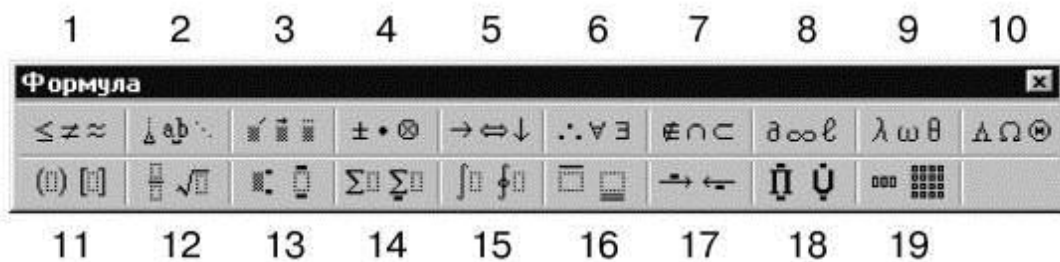 1 2 3 4 5 6 7 8 9 10
Формула
≤ ≠ ≈ ab ⋱ ± • ⊗ → ⇔ ↓ ∴ ∀ ∃ ∉ ∩ ⊂ ∂ ∞ ℓ λ ω θ Λ Ω Θ
(▯) [▯] √▯ Σ▯ Σ▯ ∫▯ ∮▯ → ← Π Ụ
11 12 13 14 15 16 17 18 19